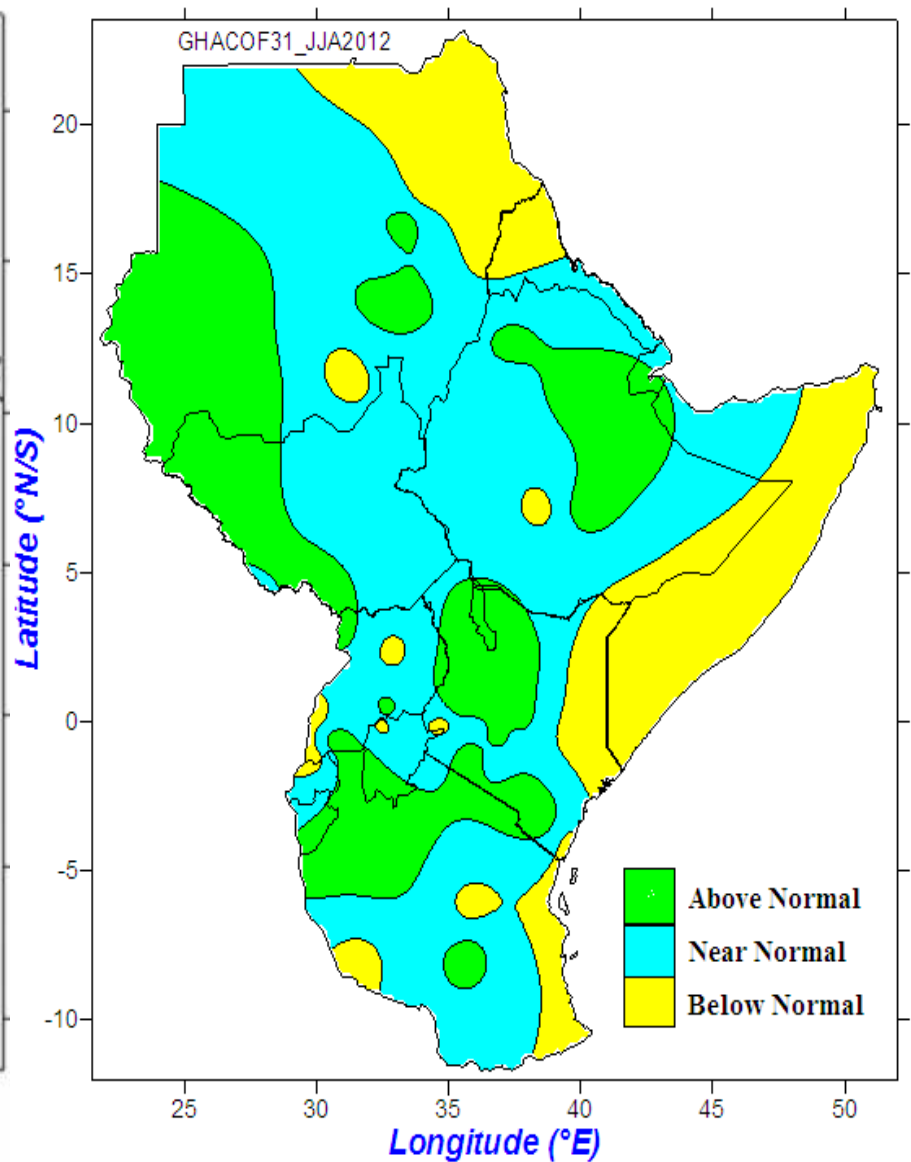 GHACOF31_JJA2012
20
15
10
5
0
-5
-10
Latitude (°N/S)
Above Normal
Near Normal
Below Normal
25 30 35 40 45 50
Longitude (°E)